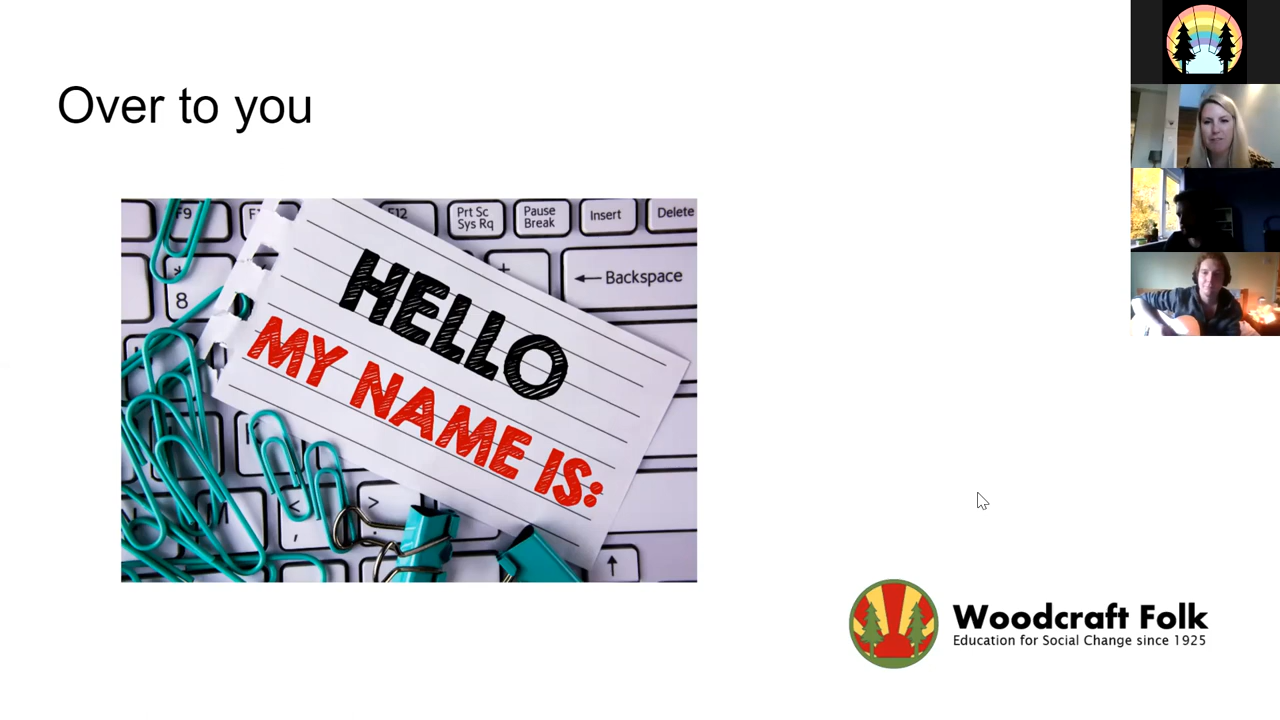 Over to you
F9
F12
Prt Sc
Sys Rq
Pause
Break
Insert
Delete
Backspace
8
HELLO
MY NAME IS:
M
<
,
>
.
Woodcraft Folk
Education for Social Change since 1925